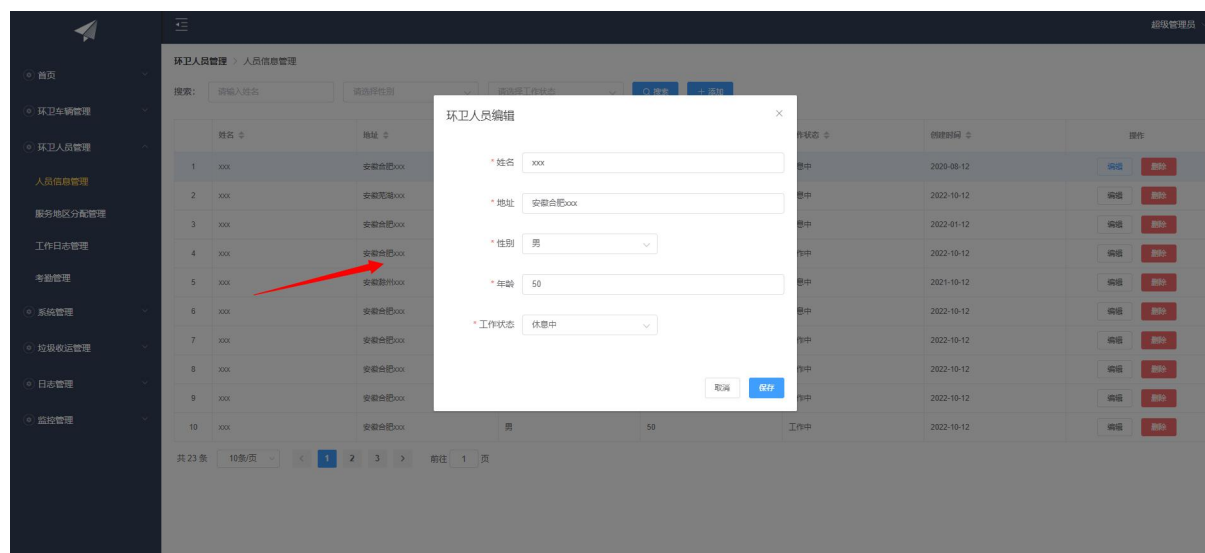 超级管理员
首页
环卫车辆管理
环卫人员管理
人员信息管理
服务地区分配管理
工作日志管理
考勤管理
系统管理
垃圾收运管理
日志管理
监控管理
环卫人员管理 > 人员信息管理
搜索: 请输入姓名 请选择性别 请选择工作状态 搜索 + 添加
姓名 地址 作状态 创建时间 操作
1 xxx 安徽合肥xxx 息中 2020-08-12 编辑 删除
2 xxx 安徽芜湖xxx 息中 2022-10-12 编辑 删除
3 xxx 安徽合肥xxx 息中 2022-01-12 编辑 删除
4 xxx 安徽合肥xxx 作中 2022-10-12 编辑 删除
5 xxx 安徽滁州xxx 息中 2021-10-12 编辑 删除
6 xxx 安徽合肥xxx 息中 2022-10-12 编辑 删除
7 xxx 安徽合肥xxx 作中 2022-10-12 编辑 删除
8 xxx 安徽合肥xxx 作中 2022-10-12 编辑 删除
9 xxx 安徽合肥xxx 作中 2022-10-12 编辑 删除
10 xxx 安徽合肥xxx 男 50 工作中 2022-10-12 编辑 删除
共 23 条 10条/页 < 1 2 3 > 前往 1 页
环卫人员编辑 ×
* 姓名 xxx
* 地址 安徽合肥xxx
* 性别 男
* 年龄 50
* 工作状态 休息中
取消 保存